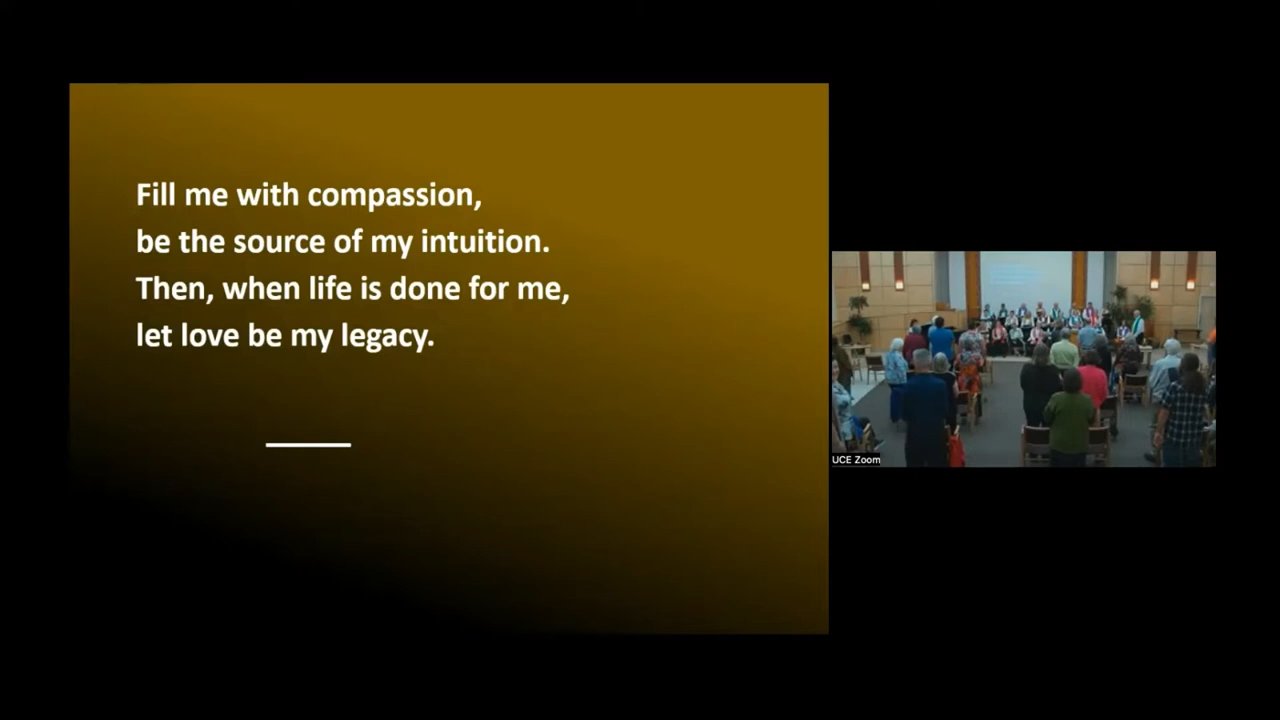 Fill me with compassion,
be the source of my intuition.
Then, when life is done for me,
let love be my legacy.
UCE Zoom